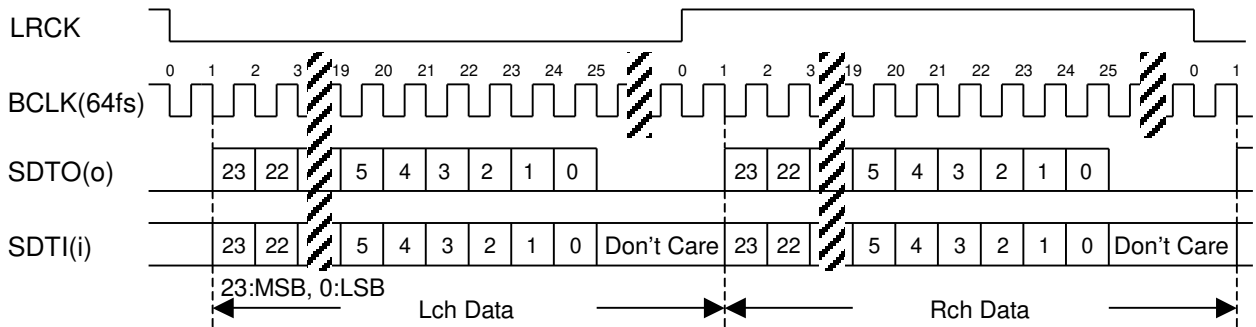 LRCK
0 1 2 3 19 20 21 22 23 24 25 0 1 2 3 19 20 21 22 23 24 25 0 1
BCLK(64fs)
SDTO(o) 23 22 5 4 3 2 1 0 23 22 5 4 3 2 1 0
SDTI(i) 23 22 5 4 3 2 1 0 Don't Care 23 22 5 4 3 2 1 0 Don't Care
23:MSB, 0:LSB
Lch Data Rch Data